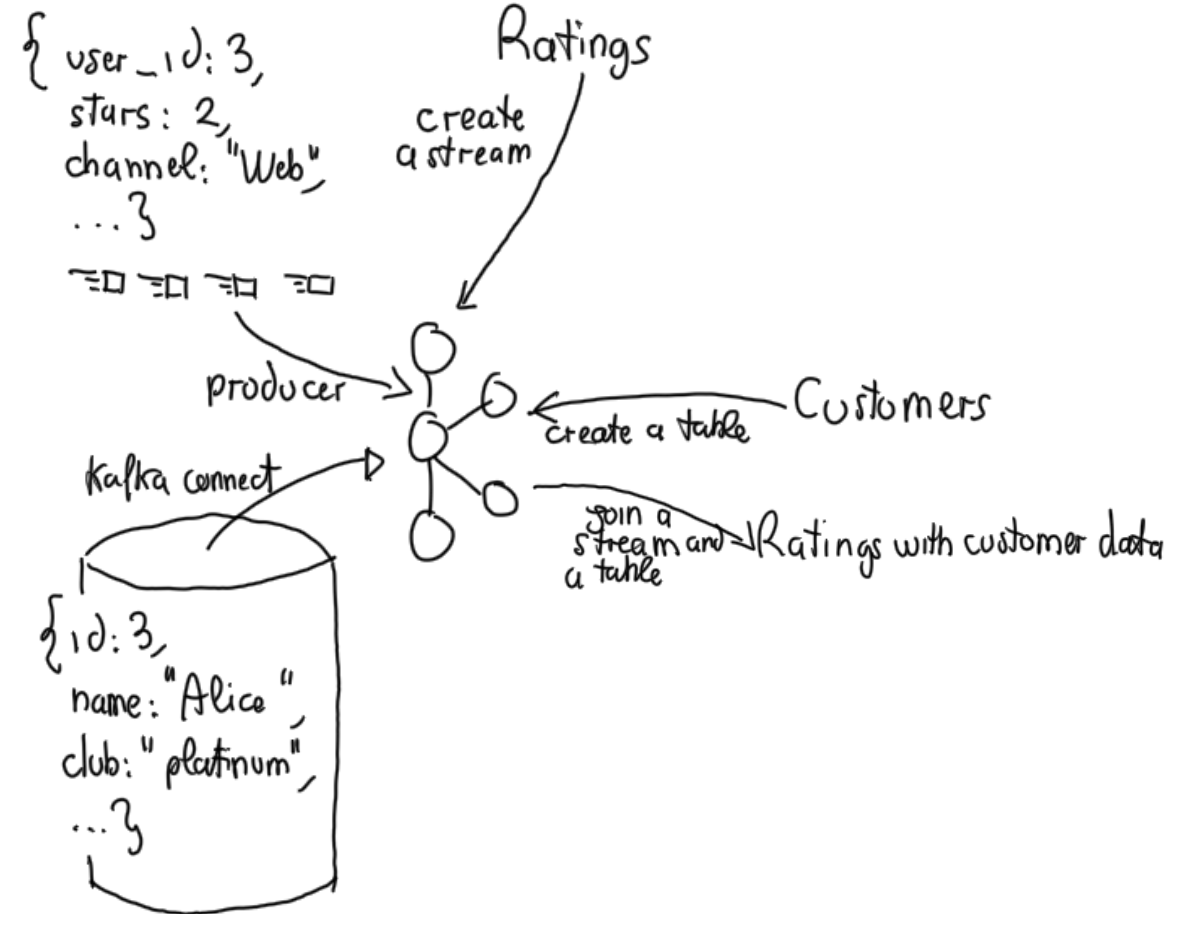 { user_id: 3,
stars: 2,
channel: "Web",
...}
Ratings
create
a stream
producer
Customers
create a table
Kafka connect
join a
stream and
a table
Ratings with customer data
{id: 3,
name: "Alice",
club: "platinum",
...}